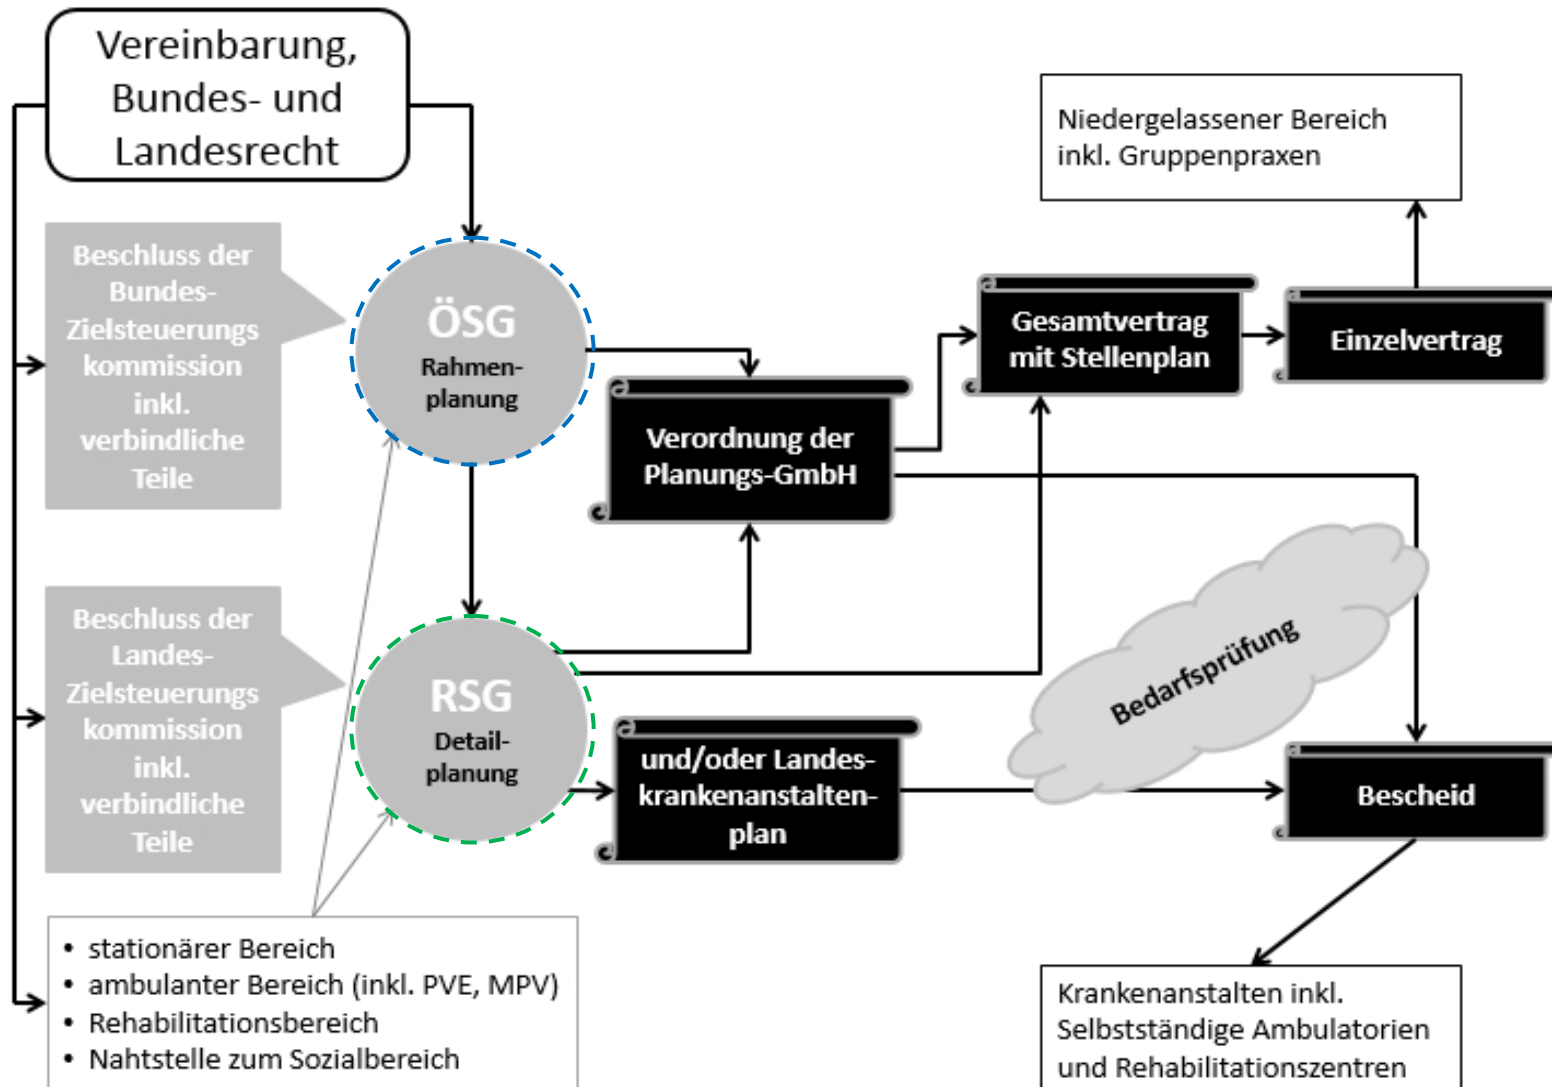 Vereinbarung,
Bundes- und
Landesrecht
Niedergelassener Bereich
inkl. Gruppenpraxen
Beschluss der
Bundes-
Zielsteuerungs
kommission
inkl.
verbindliche
Teile
ÖSG
Rahmen-
planung
Gesamtvertrag
mit Stellenplan
Einzelvertrag
Verordnung der
Planungs-GmbH
Beschluss der
Landes-
Zielsteuerungs
kommission
inkl.
verbindliche
Teile
RSG
Detail-
planung
und/oder Landes-
krankenanstalten-
plan
Bedarfsprüfung
Bescheid
• stationärer Bereich
• ambulanter Bereich (inkl. PVE, MPV)
• Rehabilitationsbereich
• Nahtstelle zum Sozialbereich
Krankenanstalten inkl.
Selbstständige Ambulatorien
und Rehabilitationszentren